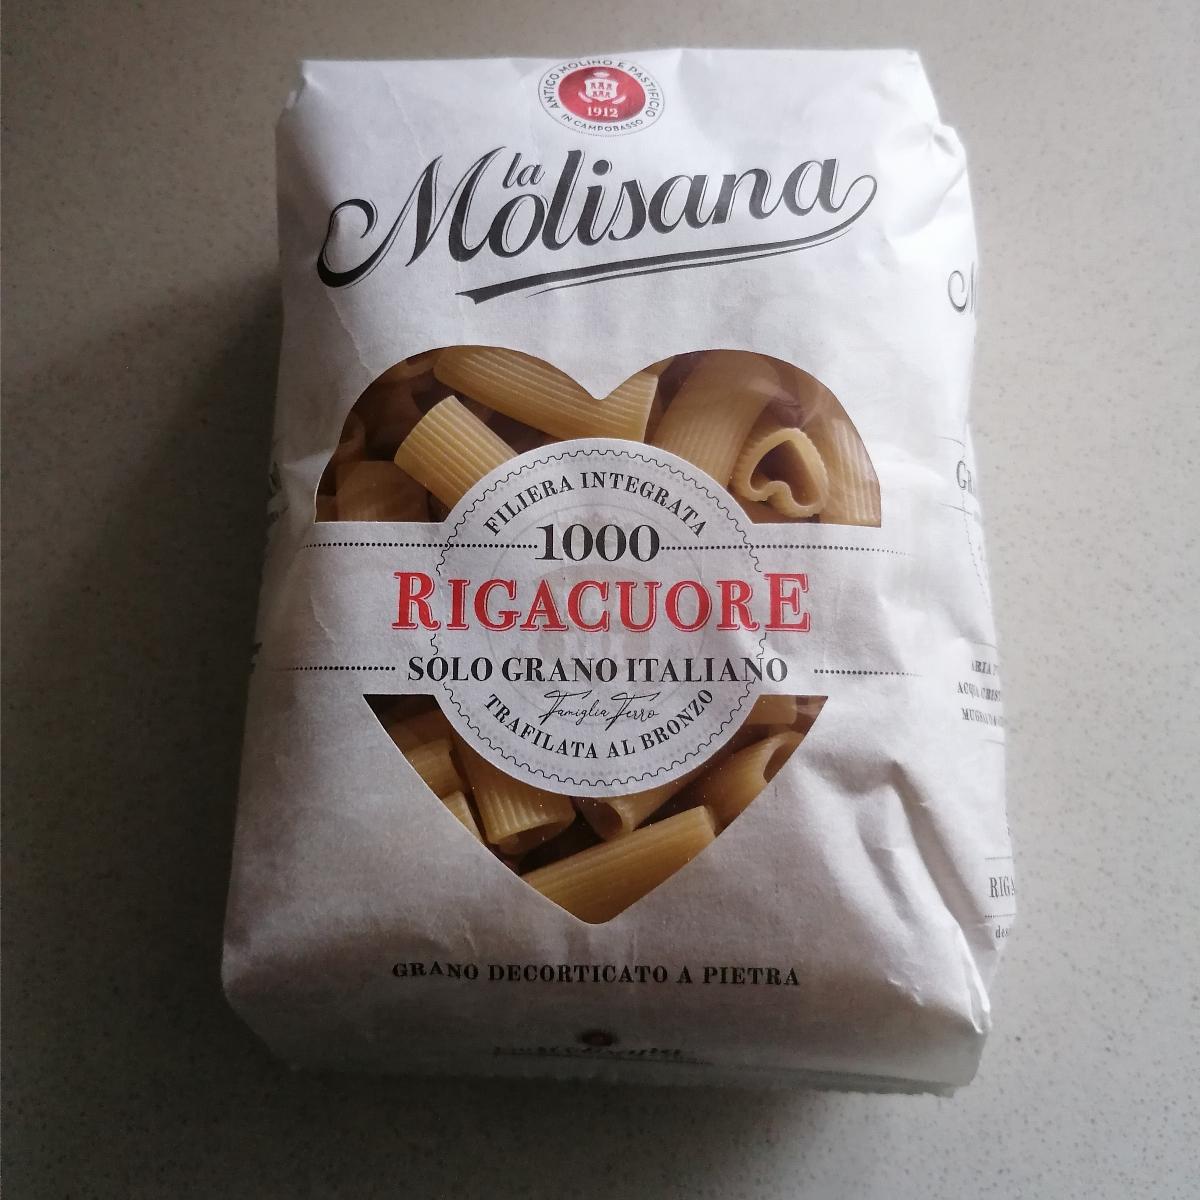 ANTICO MOLINO E PASTIFICIO
1912
IN CAMPOBASSO
la Molisana
FILIERA INTEGRATA
1000
RIGACUORE
SOLO GRANO ITALIANO
Famiglia Ferro
TRAFILATA AL BRONZO
GRANO DECORTICATO A PIETRA